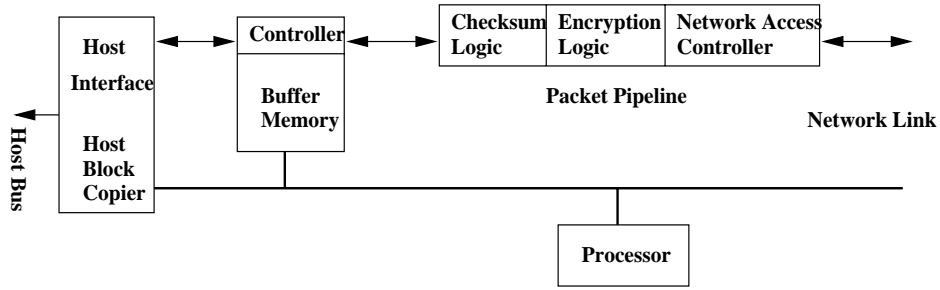 Host
Interface
Host
Block
Copier
Host Bus
Controller
Buffer
Memory
Checksum
Logic
Encryption
Logic
Network Access
Controller
Packet Pipeline
Network Link
Processor